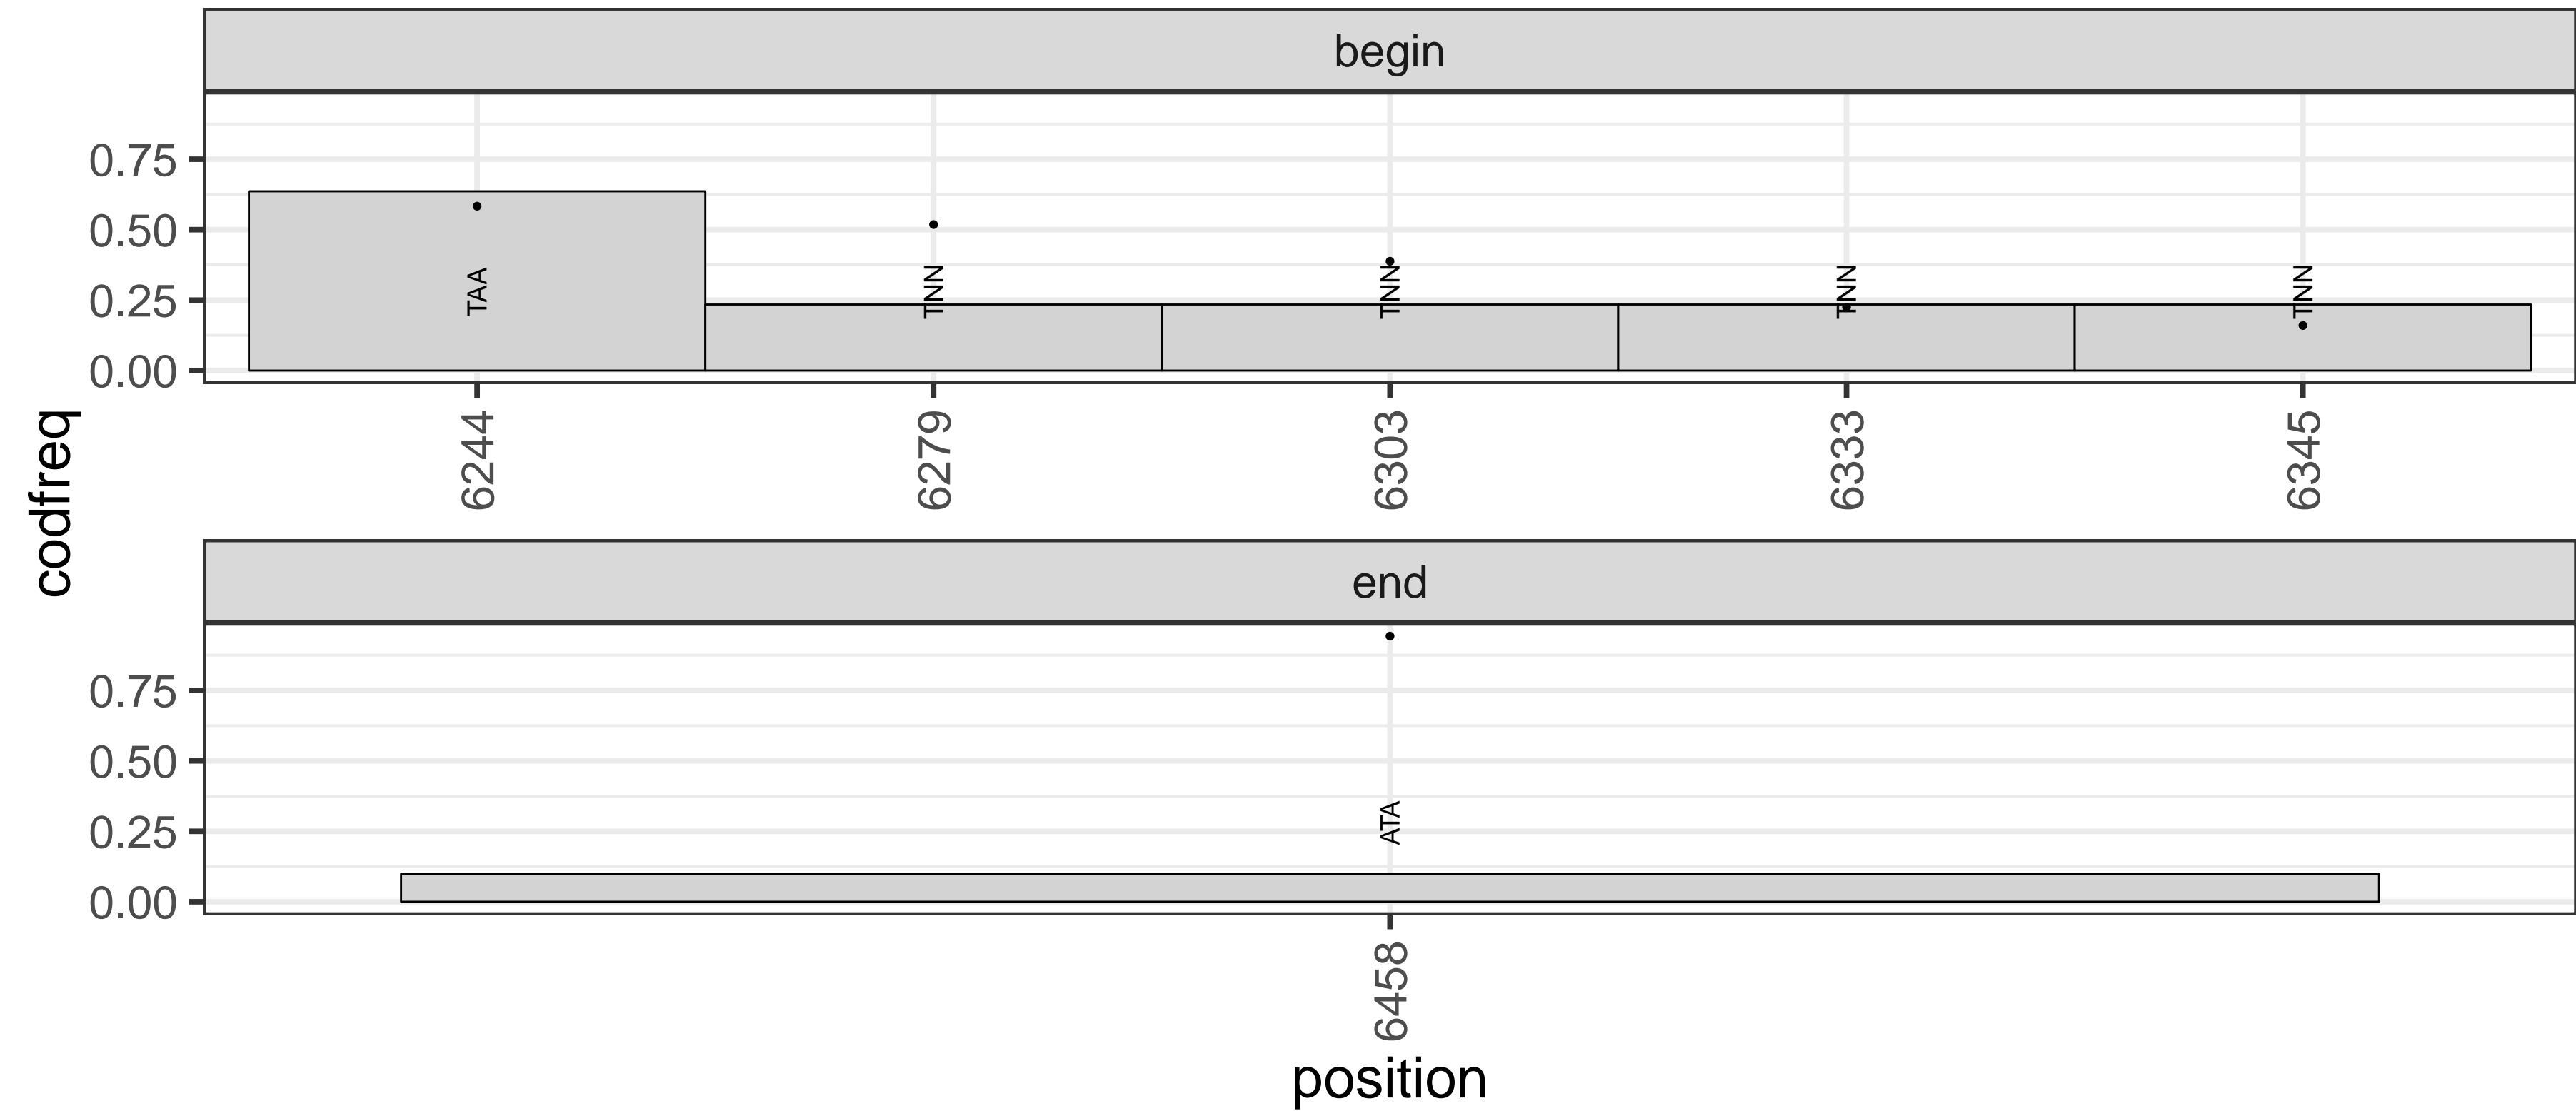 begin
0.75
0.50
0.25
0.00
TAA
TNN
TNN
TNN
TNN
6244
6279
6303
6333
6345
codfreq
end
0.75
0.50
0.25
0.00
ATA
6458
position